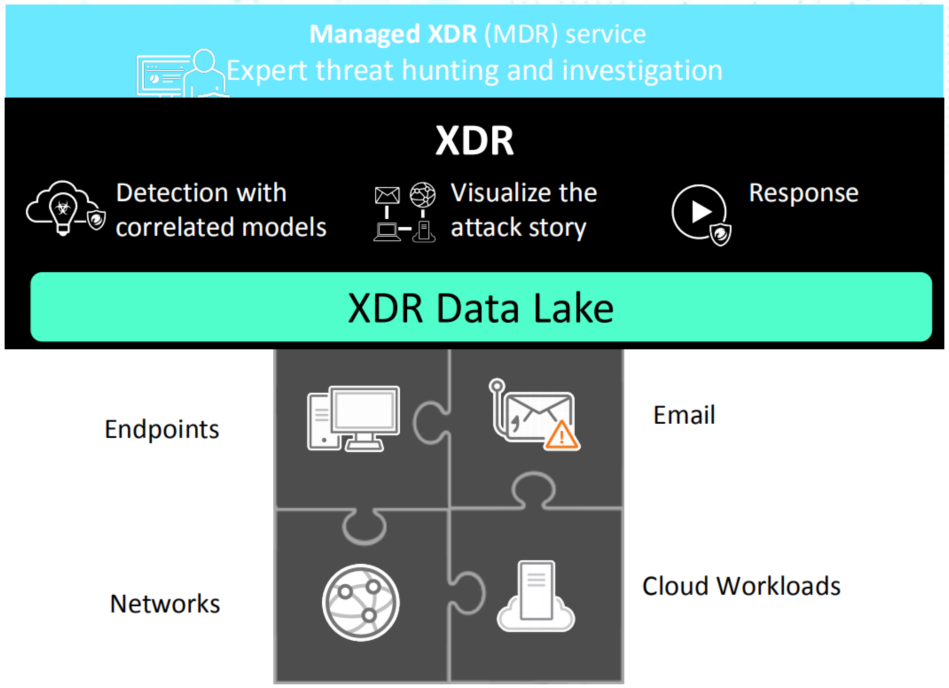 Managed XDR (MDR) service
Expert threat hunting and investigation
XDR
Detection with
correlated models
Visualize the
attack story
Response
XDR Data Lake
Endpoints
Email
Networks
Cloud Workloads